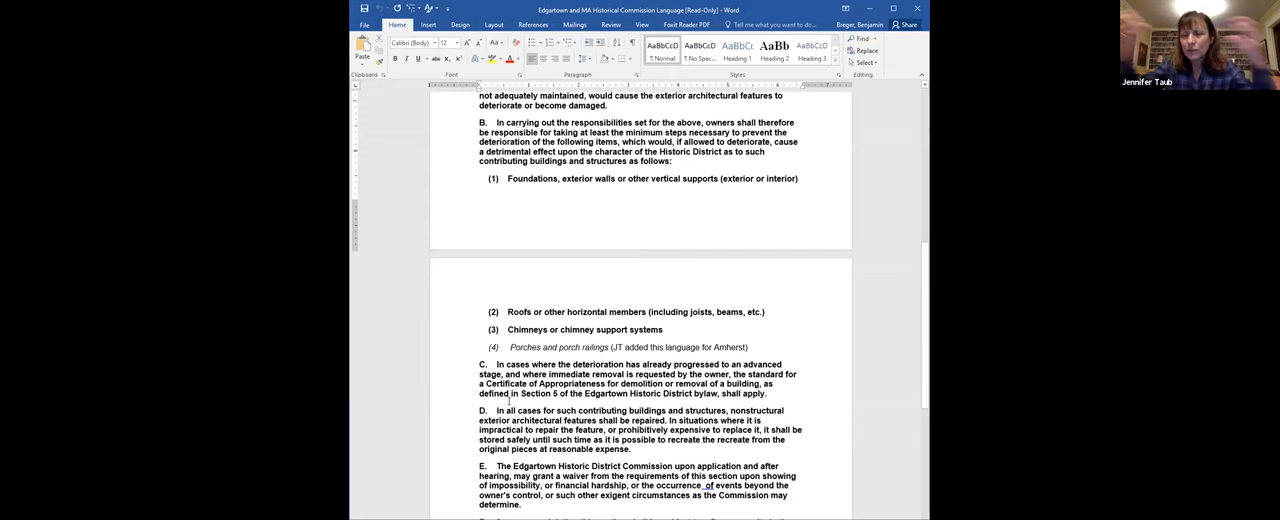 Edgartown and MA Historical Commission Language [Read-Only] - Word
File Home Insert Design Layout References Mailings Review View Foxit Reader PDF Tell me what you want to do... Breger, Benjamin Share
Paste
Calibri (Body) 12
B I U abc
AaBbCcD AaBbCcD AaBbCc AaBb AaBbCcD
¶ Normal ¶ No Spac... Heading 1 Heading 2 Heading 3
Find
Replace
Select
Clipboard Font Paragraph Styles Editing
not adequately maintained, would cause the exterior architectural features to
deteriorate or become damaged.
B. In carrying out the responsibilities set for the above, owners shall therefore
be responsible for taking at least the minimum steps necessary to prevent the
deterioration of the following items, which would, if allowed to deteriorate, cause
a detrimental effect upon the character of the Historic District as to such
contributing buildings and structures as follows:
(1) Foundations, exterior walls or other vertical supports (exterior or interior)
(2) Roofs or other horizontal members (including joists, beams, etc.)
(3) Chimneys or chimney support systems
(4) Porches and porch railings (JT added this language for Amherst)
C. In cases where the deterioration has already progressed to an advanced
stage, and where immediate removal is requested by the owner, the standard for
a Certificate of Appropriateness for demolition or removal of a building, as
defined in Section 5 of the Edgartown Historic District bylaw, shall apply.
D. In all cases for such contributing buildings and structures, nonstructural
exterior architectural features shall be repaired. In situations where it is
impractical to repair the feature, or prohibitively expensive to replace it, it shall be
stored safely until such time as it is possible to recreate the recreate from the
original pieces at reasonable expense.
E. The Edgartown Historic District Commission upon application and after
hearing, may grant a waiver from the requirements of this section upon showing
of impossibility, or financial hardship, or the occurrence of events beyond the
owner's control, or such other exigent circumstances as the Commission may
determine.
Jennifer Taub